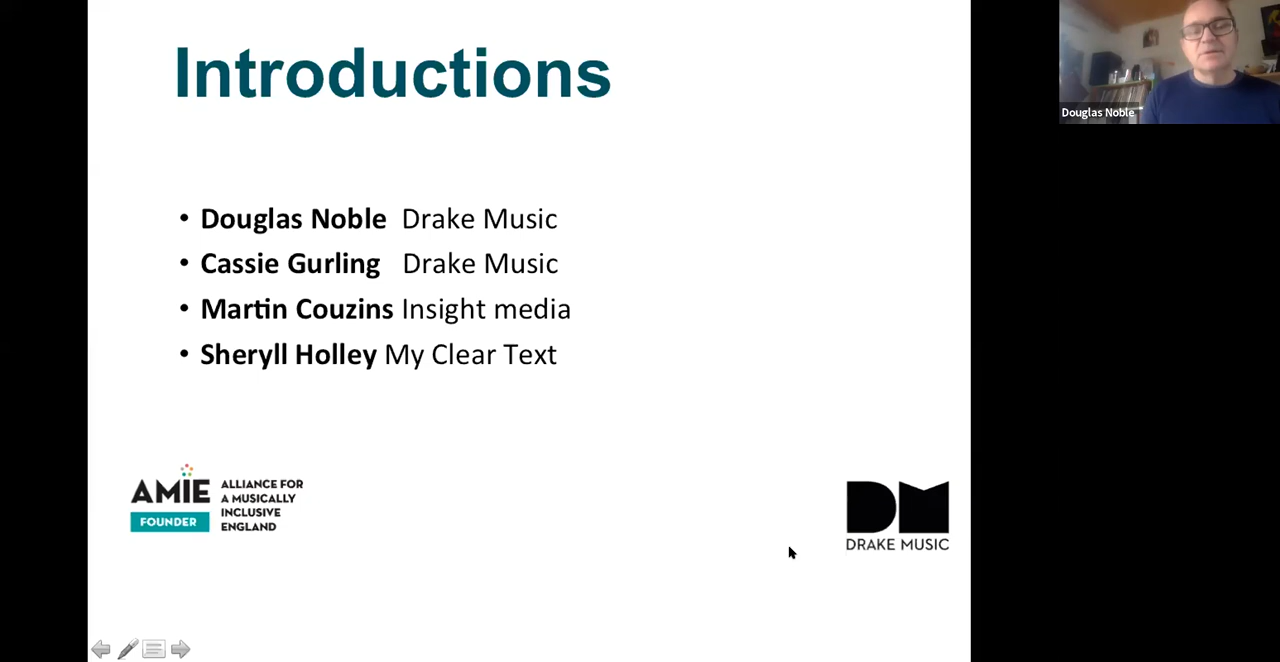 Introductions
Douglas Noble
• Douglas Noble Drake Music
• Cassie Gurling Drake Music
• Martin Couzins Insight media
• Sheryll Holley My Clear Text
AMIE
FOUNDER
ALLIANCE FOR
A MUSICALLY
INCLUSIVE
ENGLAND
DM
DRAKE MUSIC